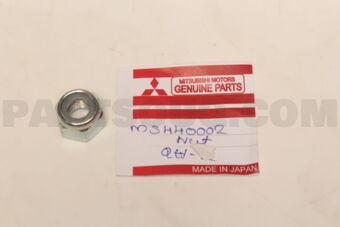 MITSUBISHI MOTORS
GENUINE PARTS
MS440002
Nut
MADE IN JAPAN